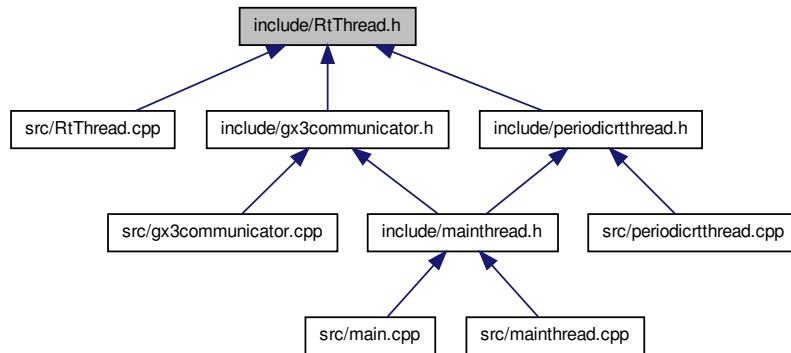 include/RtThread.h
src/RtThread.cpp
include/gx3communicator.h
include/periodicrtthread.h
src/gx3communicator.cpp
include/mainthread.h
src/periodicrtthread.cpp
src/main.cpp
src/mainthread.cpp